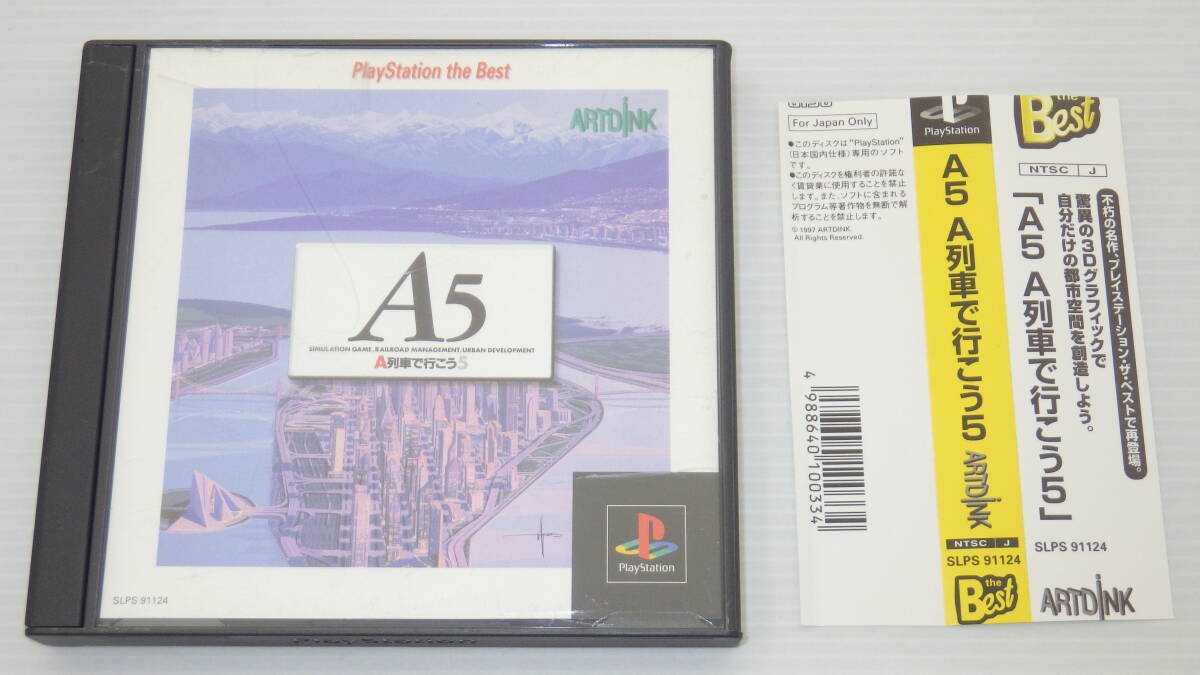 PlayStation the Best
ARTDINK
A5
SIMULATION GAME, RAILROAD MANAGEMENT, URBAN DEVELOPMENT
A列車で行こう5
PlayStation
SLPS 91124
PlayStation
For Japan Only
●このディスクは"PlayStation"
(日本国内仕様)専用のソフト
です。
●このディスクを権利者の許諾な
く賃貸業に使用することを禁止
します。また、ソフトに含まれる
プログラム等著作物を無断で解
析することを禁止します。
© 1997 ARTDINK.
All Rights Reserved.
4 988640 100334
PlayStation
A5 A列車で行こう5
ARTDINK
NTSC J
SLPS 91124
the Best
the Best
NTSC J
不朽の名作、プレイステーション・ザ・ベストで再登場。
驚異の3Dグラフィックで
自分だけの都市空間を創造しよう。
「A5 A列車で行こう5」
SLPS 91124
ARTDINK